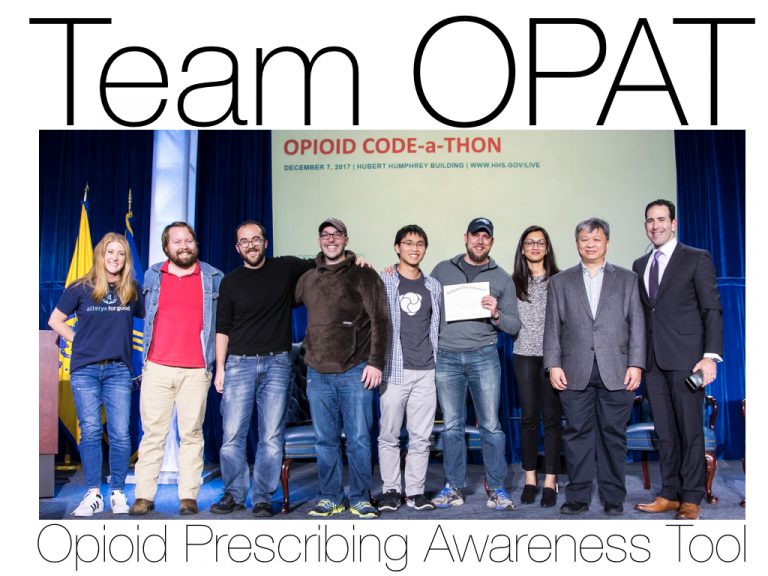 Team OPAT
OPIOID CODE-a-THON
DECEMBER 7, 2017 | HUBERT HUMPHREY BUILDING | WWW.HHS.GOV/LIVE
alteryx for good
Opioid Prescribing Awareness Tool